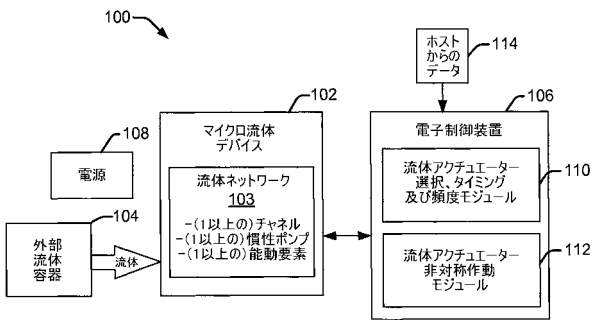 100
114
ホスト
からの
データ
102
106
マイクロ流体
デバイス
電子制御装置
108
電源
流体ネットワーク
103
-(1以上の)チャネル
-(1以上の)慣性ポンプ
-(1以上の)能動要素
流体アクチュエーター
選択、タイミング
及び頻度モジュール
110
104
外部
流体
容器
流体
流体アクチュエーター
非対称作動
モジュール
112